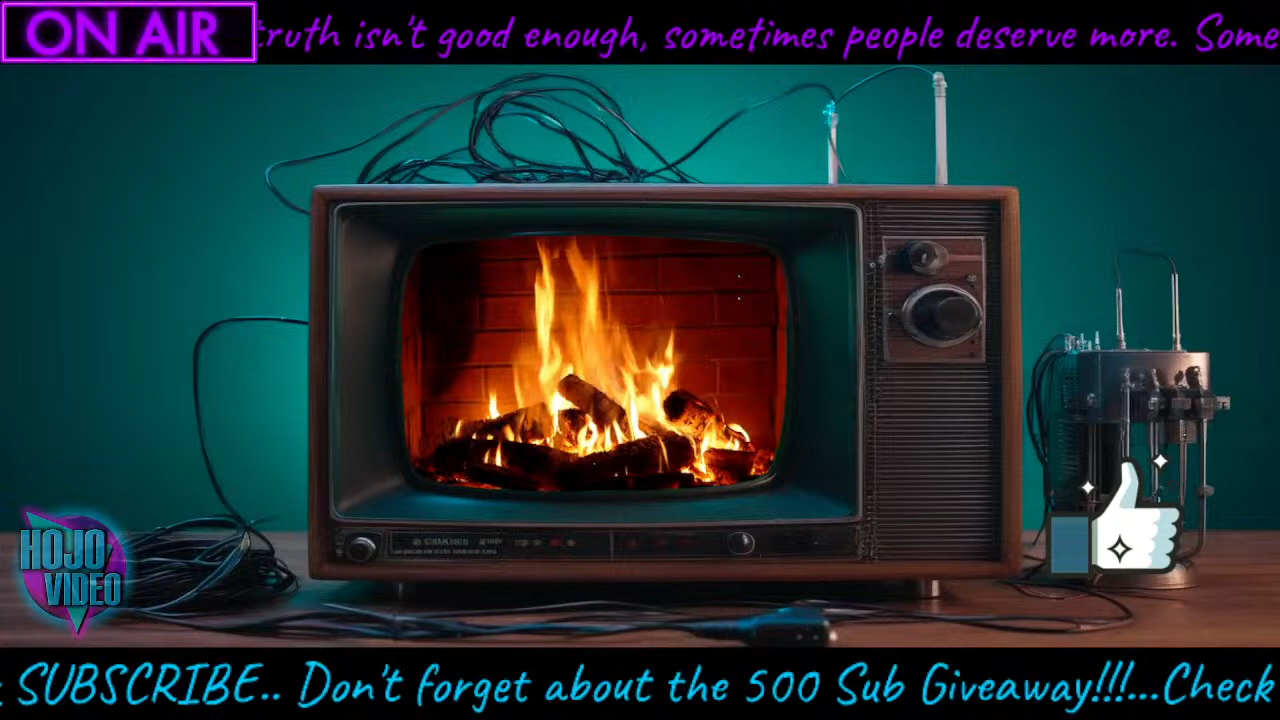 ON AIR
truth isn't good enough, sometimes people deserve more. Some
HOJO
VIDEO
SUBSCRIBE.. Don't forget about the 500 Sub Giveaway!!!...Check